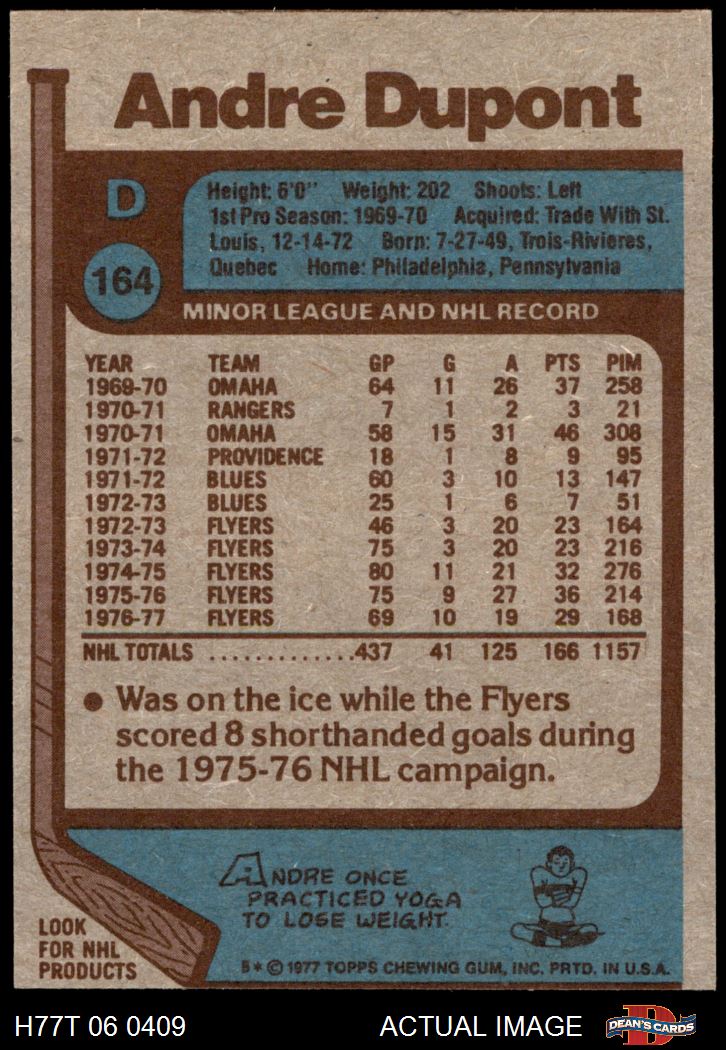 Andre Dupont
D
164
Height: 6'0" Weight: 202 Shoots: Left
1st Pro Season: 1969-70 Acquired: Trade With St.
Louis, 12-14-72 Born: 7-27-49, Trois-Rivieres,
Quebec Home: Philadelphia, Pennsylvania
MINOR LEAGUE AND NHL RECORD
YEAR TEAM GP G A PTS PIM
1969-70 OMAHA 64 11 26 37 258
1970-71 RANGERS 7 1 2 3 21
1970-71 OMAHA 58 15 31 46 308
1971-72 PROVIDENCE 18 1 8 9 95
1971-72 BLUES 60 3 10 13 147
1972-73 BLUES 25 1 6 7 51
1972-73 FLYERS 46 3 20 23 164
1973-74 FLYERS 75 3 20 23 216
1974-75 FLYERS 80 11 21 32 276
1975-76 FLYERS 75 9 27 36 214
1976-77 FLYERS 69 10 19 29 168
NHL TOTALS .............437 41 125 166 1157
● Was on the ice while the Flyers
scored 8 shorthanded goals during
the 1975-76 NHL campaign.
ANDRE ONCE
PRACTICED YOGA
TO LOSE WEIGHT.
LOOK
FOR NHL
PRODUCTS
B * © 1977 TOPPS CHEWING GUM, INC. PRTD. IN U.S.A.
H77T 06 0409 ACTUAL IMAGE
D
DEAN'S CARDS